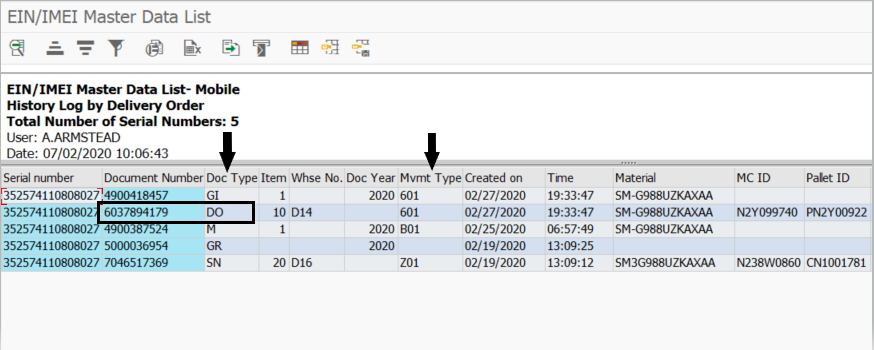 EIN/IMEI Master Data List
EIN/IMEI Master Data List- Mobile
History Log by Delivery Order
Total Number of Serial Numbers: 5
User: A.ARMSTEAD
Date: 07/02/2020 10:06:43
Serial number Document Number Doc Type Item Whse No. Doc Year Mvmt Type Created on Time Material MC ID Pallet ID
352574110808027 4900418457 GI 1 2020 601 02/27/2020 19:33:47 SM-G988UZKAXAA
352574110808027 6037894179 DO 10 D14 601 02/27/2020 19:33:47 SM-G988UZKAXAA N2Y099740 PN2Y00922
352574110808027 4900387524 M 1 2020 B01 02/25/2020 06:57:49 SM-G988UZKAXAA
352574110808027 5000036954 GR 2020 02/19/2020 13:09:25
352574110808027 7046517369 SN 20 D16 Z01 02/19/2020 13:09:12 SM3G988UZKAXAA N238W0860 CN1001781